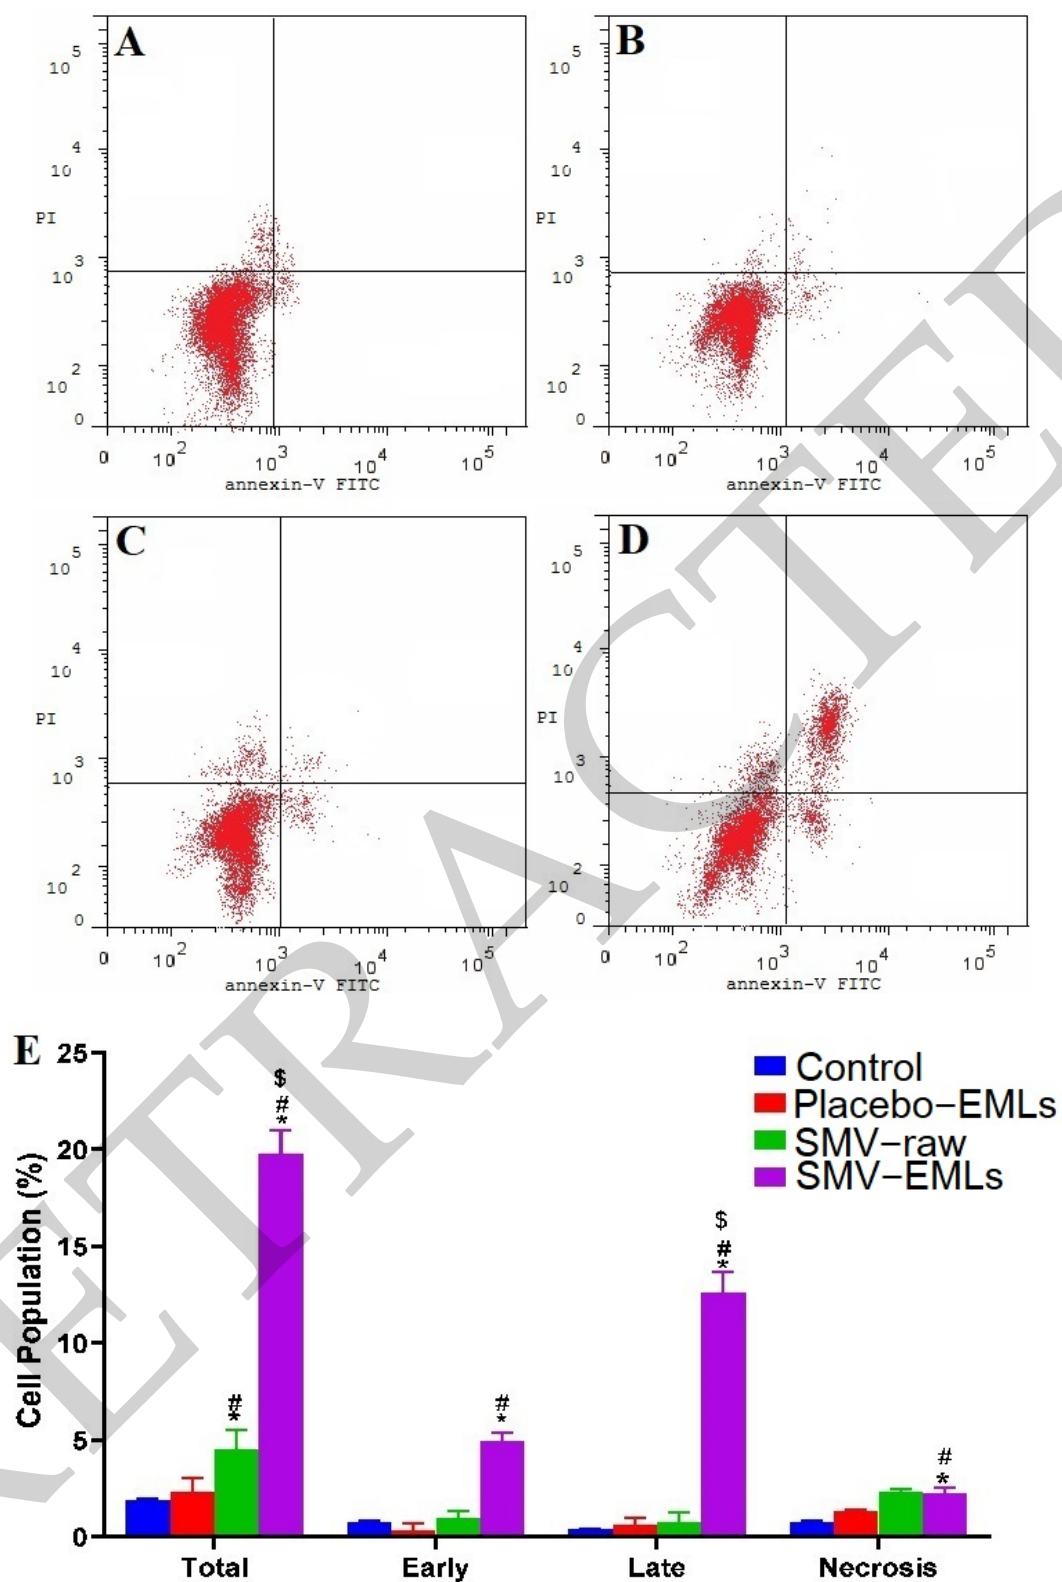 A
10 5
10 4
PI
10 3
10 2
0
0 10 2 10 3 10 4 10 5
annexin-V FITC
B
10 5
10 4
PI
10 3
10 2
0
0 10 2 10 3 10 4 10 5
annexin-V FITC
C
10 5
10 4
PI
10 3
10 2
0
0 10 2 10 3 10 4 10 5
annexin-V FITC
D
10 5
10 4
PI
10 3
10 2
0
0 10 2 10 3 10 4 10 5
annexin-V FITC
E
Cell Population (%)
25
20
15
10
5
0
$
#
*
#
*
#
*
$
#
*
#
*
Control
Placebo-EMLs
SMV-raw
SMV-EMLs
Total Early Late Necrosis
RETRACTED